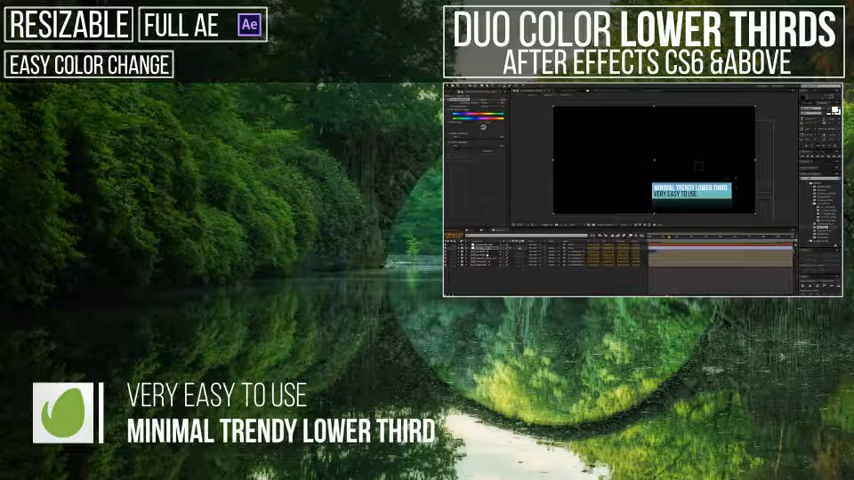 RESIZABLE
FULL AE
Ae
EASY COLOR CHANGE
DUO COLOR LOWER THIRDS
AFTER EFFECTS CS6 &ABOVE
MINIMAL TRENDY LOWER THIRD
VERY EASY TO USE
VERY EASY TO USE
MINIMAL TRENDY LOWER THIRD